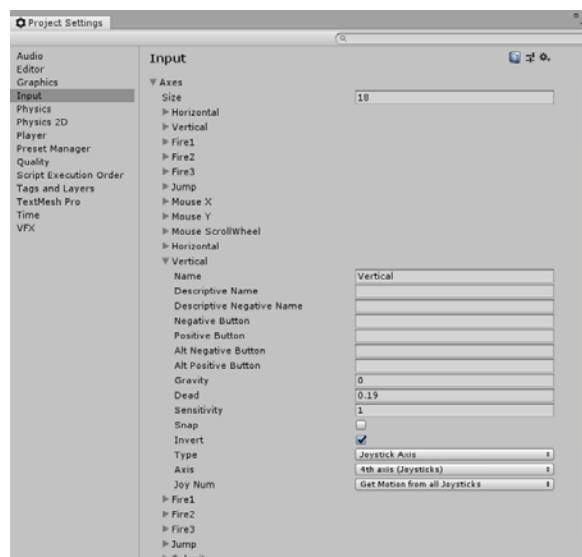 Project Settings
Audio
Editor
Graphics
Input
Physics
Physics 2D
Player
Preset Manager
Quality
Script Execution Order
Tags and Layers
TextMesh Pro
Time
VFX
Input
Axes
Size 18
Horizontal
Vertical
Fire1
Fire2
Fire3
Jump
Mouse X
Mouse Y
Mouse ScrollWheel
Horizontal
Vertical
Name Vertical
Descriptive Name
Descriptive Negative Name
Negative Button
Positive Button
Alt Negative Button
Alt Positive Button
Gravity 0
Dead 0.19
Sensitivity 1
Snap
Invert
Type Joystick Axis
Axis 4th axis (Joysticks)
Joy Num Get Motion from all Joysticks
Fire1
Fire2
Fire3
Jump